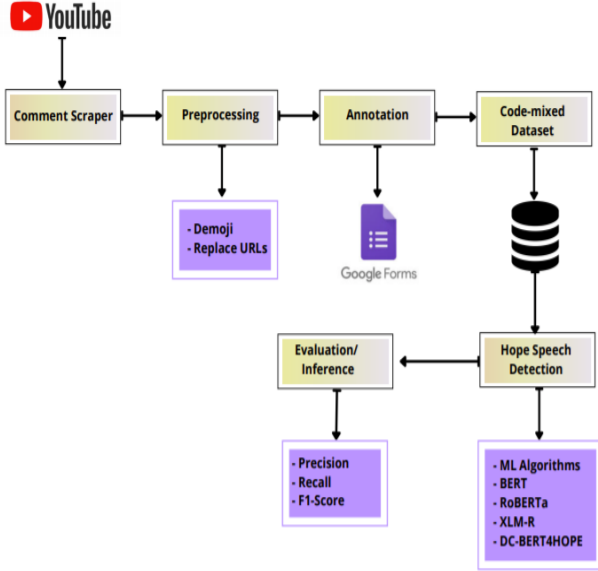 YouTube
Comment Scraper
Preprocessing
Annotation
Code-mixed
Dataset
- Demoji
- Replace URLs
Google Forms
Evaluation/
Inference
Hope Speech
Detection
- Precision
- Recall
- F1-Score
- ML Algorithms
- BERT
- RoBERTa
- XLM-R
- DC-BERT4HOPE